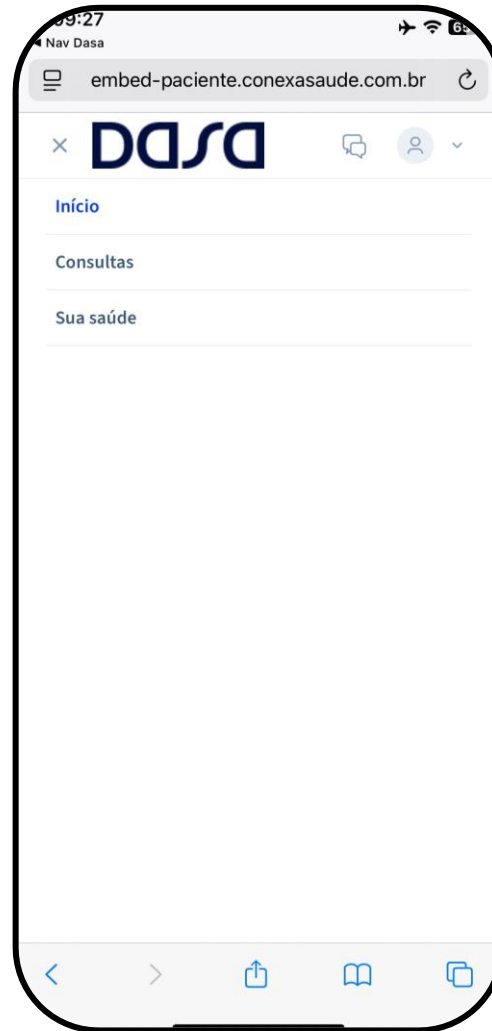 09:27
Nav Dasa
embed-paciente.conexasaude.com.br
Dasa
Início
Consultas
Sua saúde